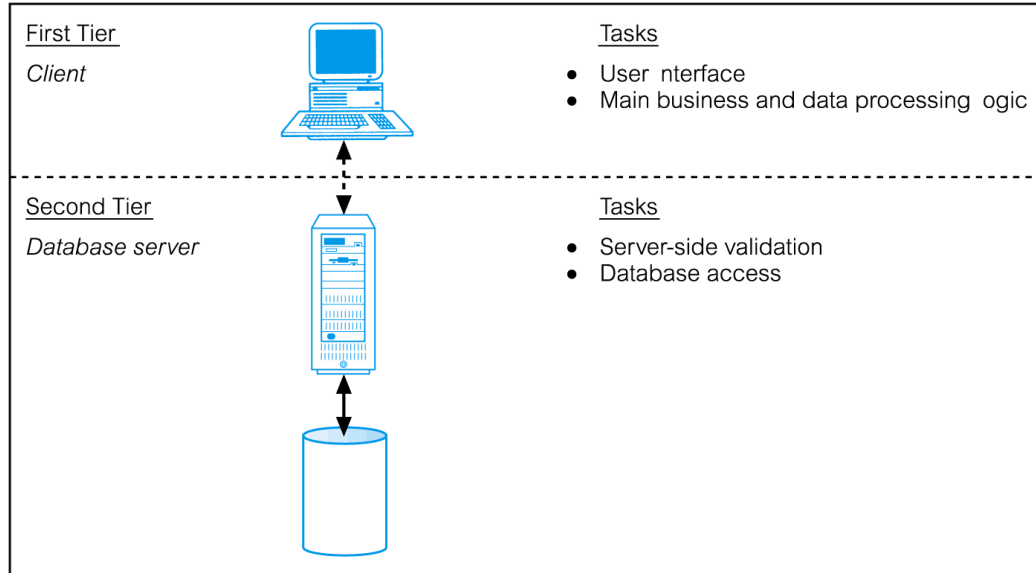 First Tier
Client
Tasks
● User nterface
● Main business and data processing ogic
Second Tier
Database server
Tasks
● Server-side validation
● Database access